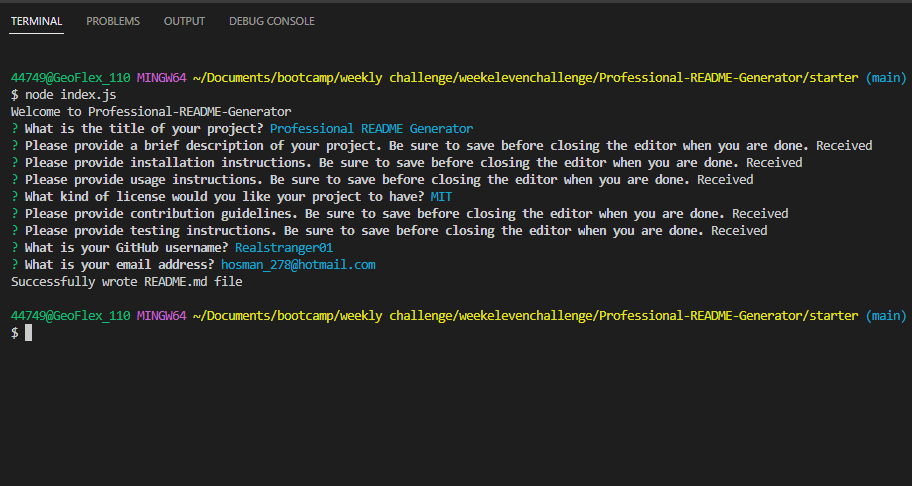 TERMINAL PROBLEMS OUTPUT DEBUG CONSOLE
44749@GeoFlex_110 MINGW64 ~/Documents/bootcamp/weekly challenge/weekelevenchallenge/Professional-README-Generator/starter (main)
$ node index.js
Welcome to Professional-README-Generator
? What is the title of your project? Professional README Generator
? Please provide a brief description of your project. Be sure to save before closing the editor when you are done. Received
? Please provide installation instructions. Be sure to save before closing the editor when you are done. Received
? Please provide usage instructions. Be sure to save before closing the editor when you are done. Received
? What kind of license would you like your project to have? MIT
? Please provide contribution guidelines. Be sure to save before closing the editor when you are done. Received
? Please provide testing instructions. Be sure to save before closing the editor when you are done. Received
? What is your GitHub username? Realstranger01
? What is your email address? hosman_278@hotmail.com
Successfully wrote README.md file
44749@GeoFlex_110 MINGW64 ~/Documents/bootcamp/weekly challenge/weekelevenchallenge/Professional-README-Generator/starter (main)
$